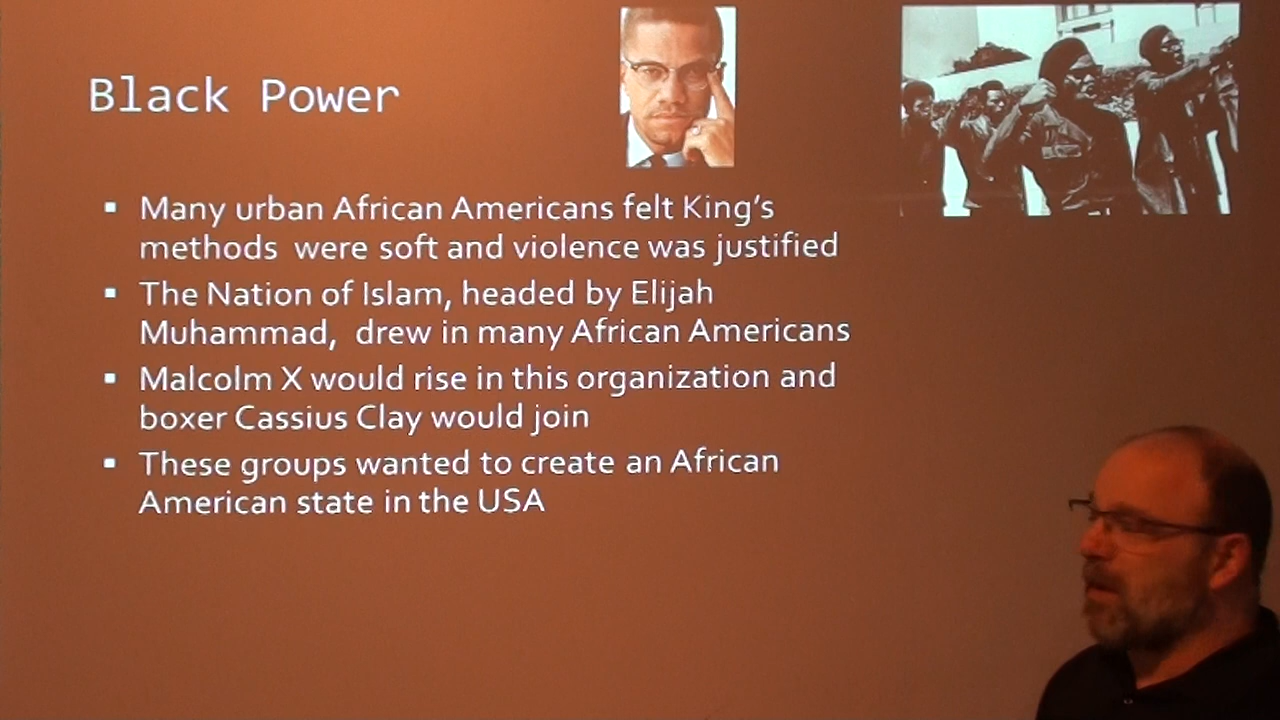 Black Power
▪ Many urban African Americans felt King's
methods were soft and violence was justified
▪ The Nation of Islam, headed by Elijah
Muhammad, drew in many African Americans
▪ Malcolm X would rise in this organization and
boxer Cassius Clay would join
▪ These groups wanted to create an African
American state in the USA